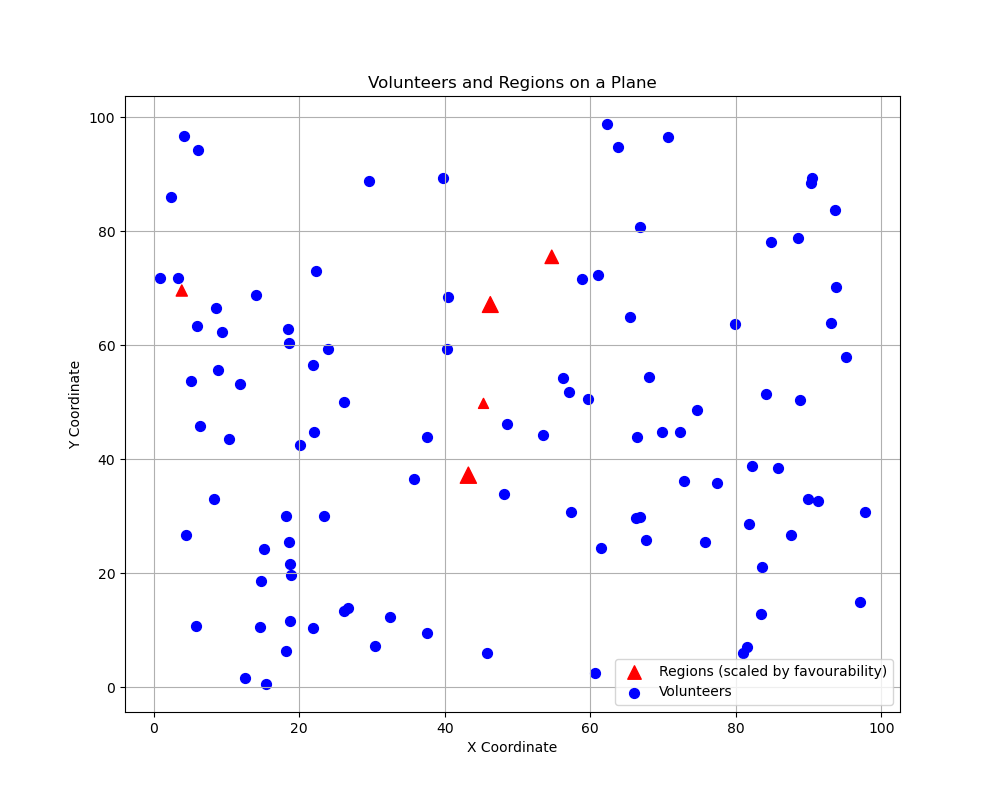 Volunteers and Regions on a Plane
100
80
60
40
20
0
Y Coordinate
Regions (scaled by favourability)
Volunteers
0 20 40 60 80 100
X Coordinate